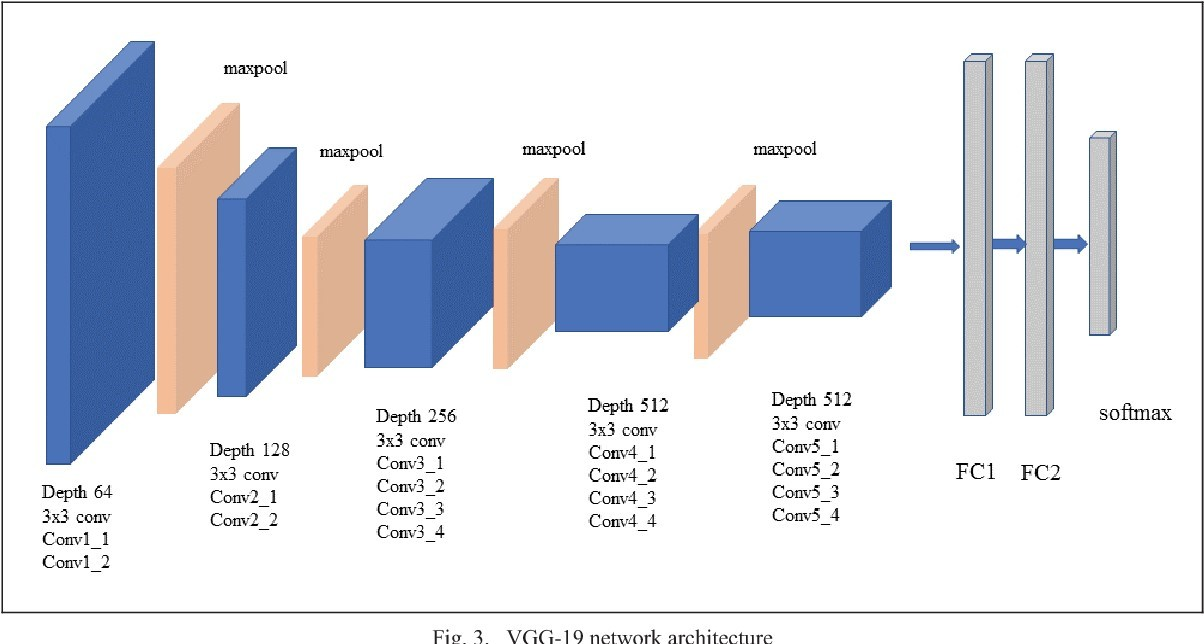 maxpool
maxpool
maxpool
maxpool
Depth 64
3x3 conv
Conv1_1
Conv1_2
Depth 128
3x3 conv
Conv2_1
Conv2_2
Depth 256
3x3 conv
Conv3_1
Conv3_2
Conv3_3
Conv3_4
Depth 512
3x3 conv
Conv4_1
Conv4_2
Conv4_3
Conv4_4
Depth 512
3x3 conv
Conv5_1
Conv5_2
Conv5_3
Conv5_4
FC1
FC2
softmax
Fig. 3. VGG-19 network architecture